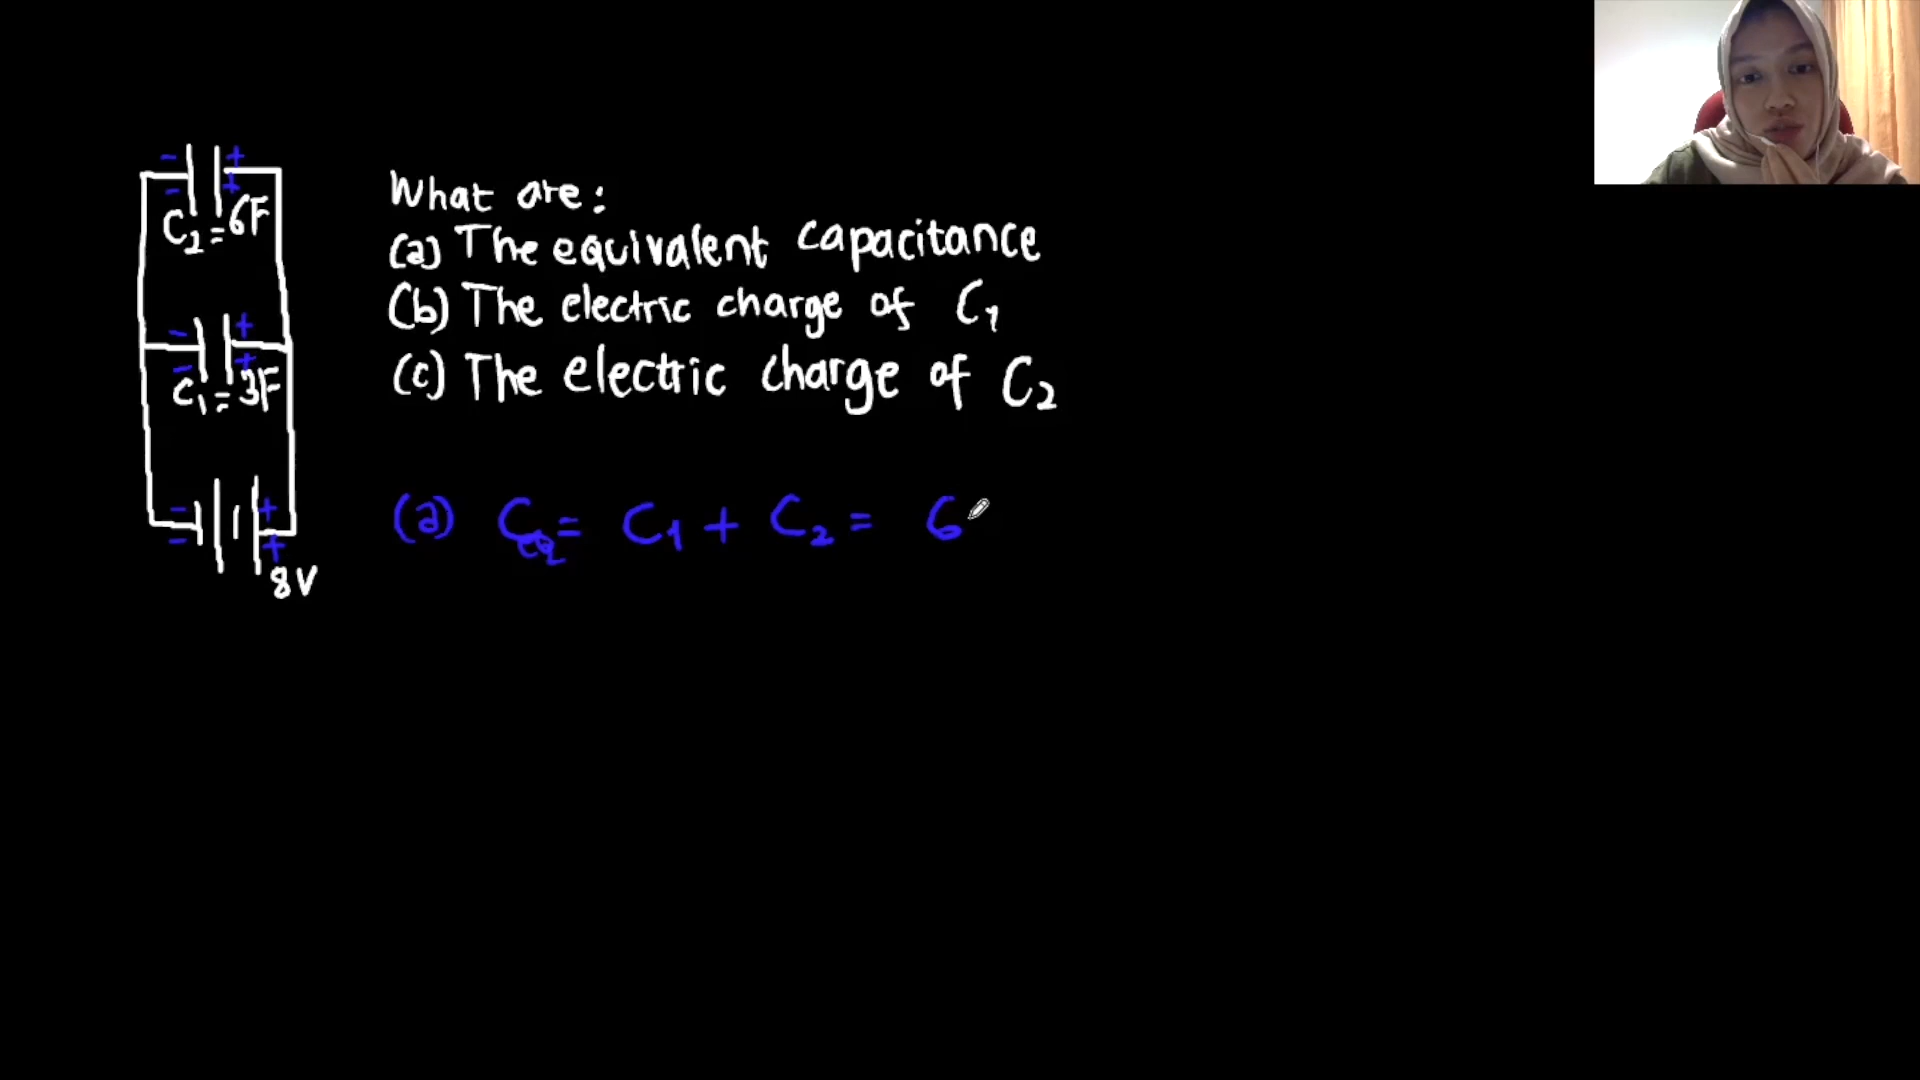 C₂ = 6F
C₁ = 3F
8V
What are:
(a) The equivalent capacitance
(b) The electric charge of C₁
(c) The electric charge of C₂
(a) Ceq = C₁ + C₂ = 6